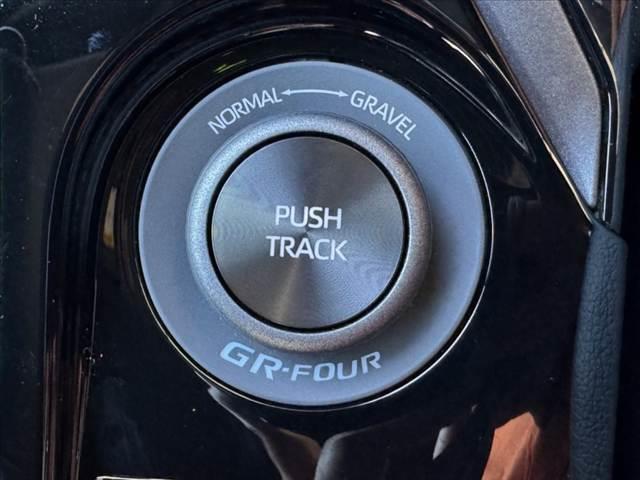 NORMAL ↔ GRAVEL
PUSH
TRACK
GR-FOUR